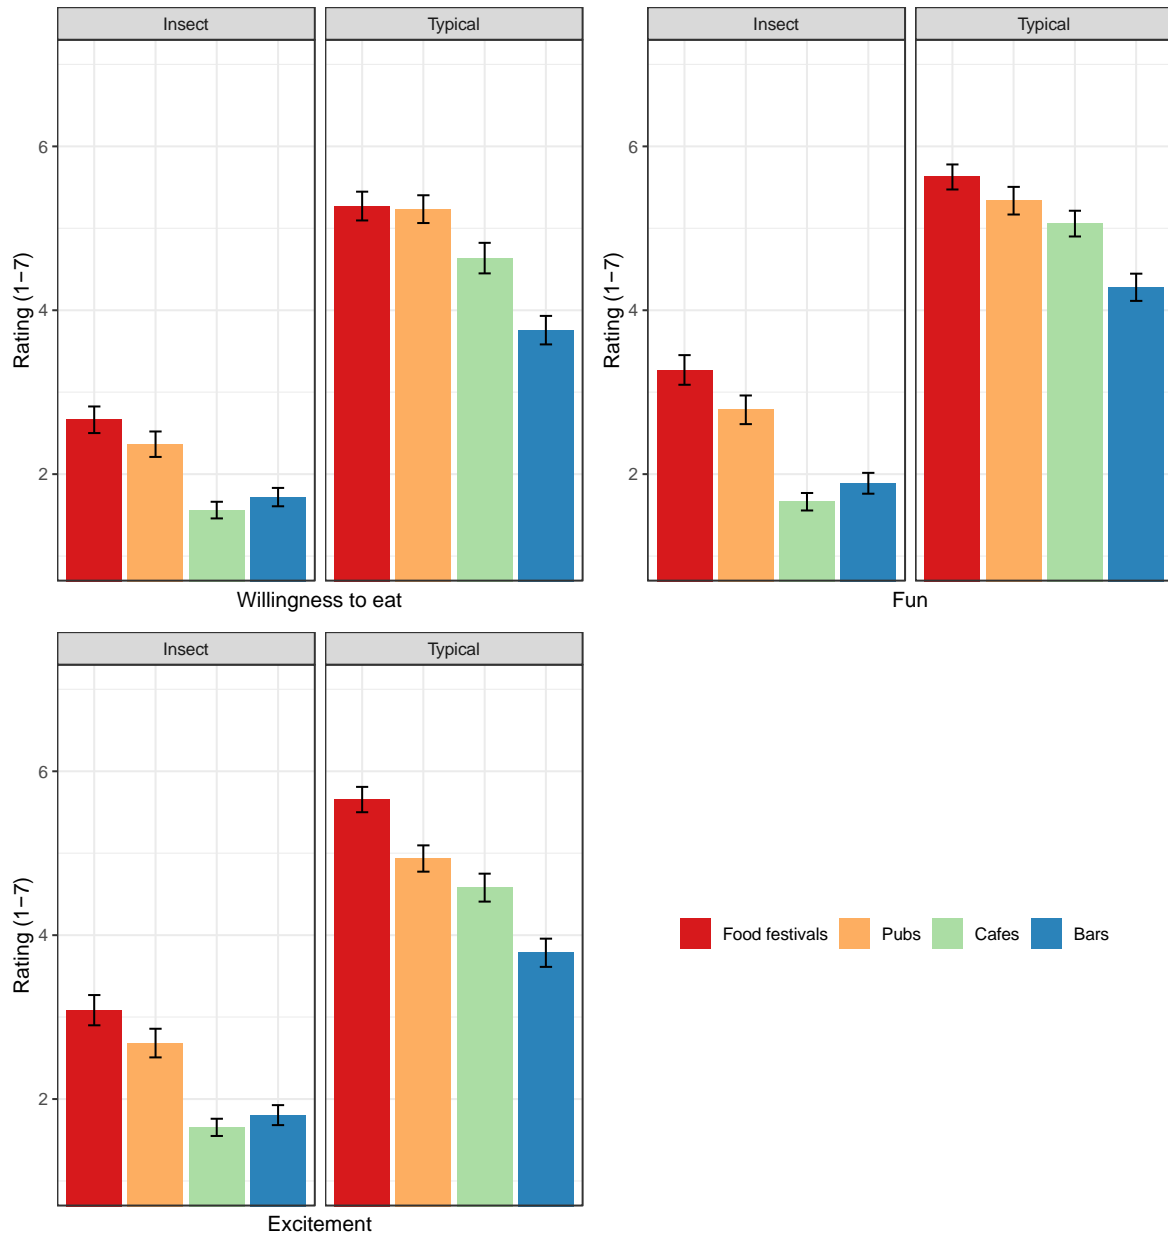 Insect Typical
6
4
2
Rating (1−7)
Willingness to eat
Insect Typical
6
4
2
Rating (1−7)
Fun
Insect Typical
6
4
2
Rating (1−7)
Excitement
Food festivals Pubs Cafes Bars